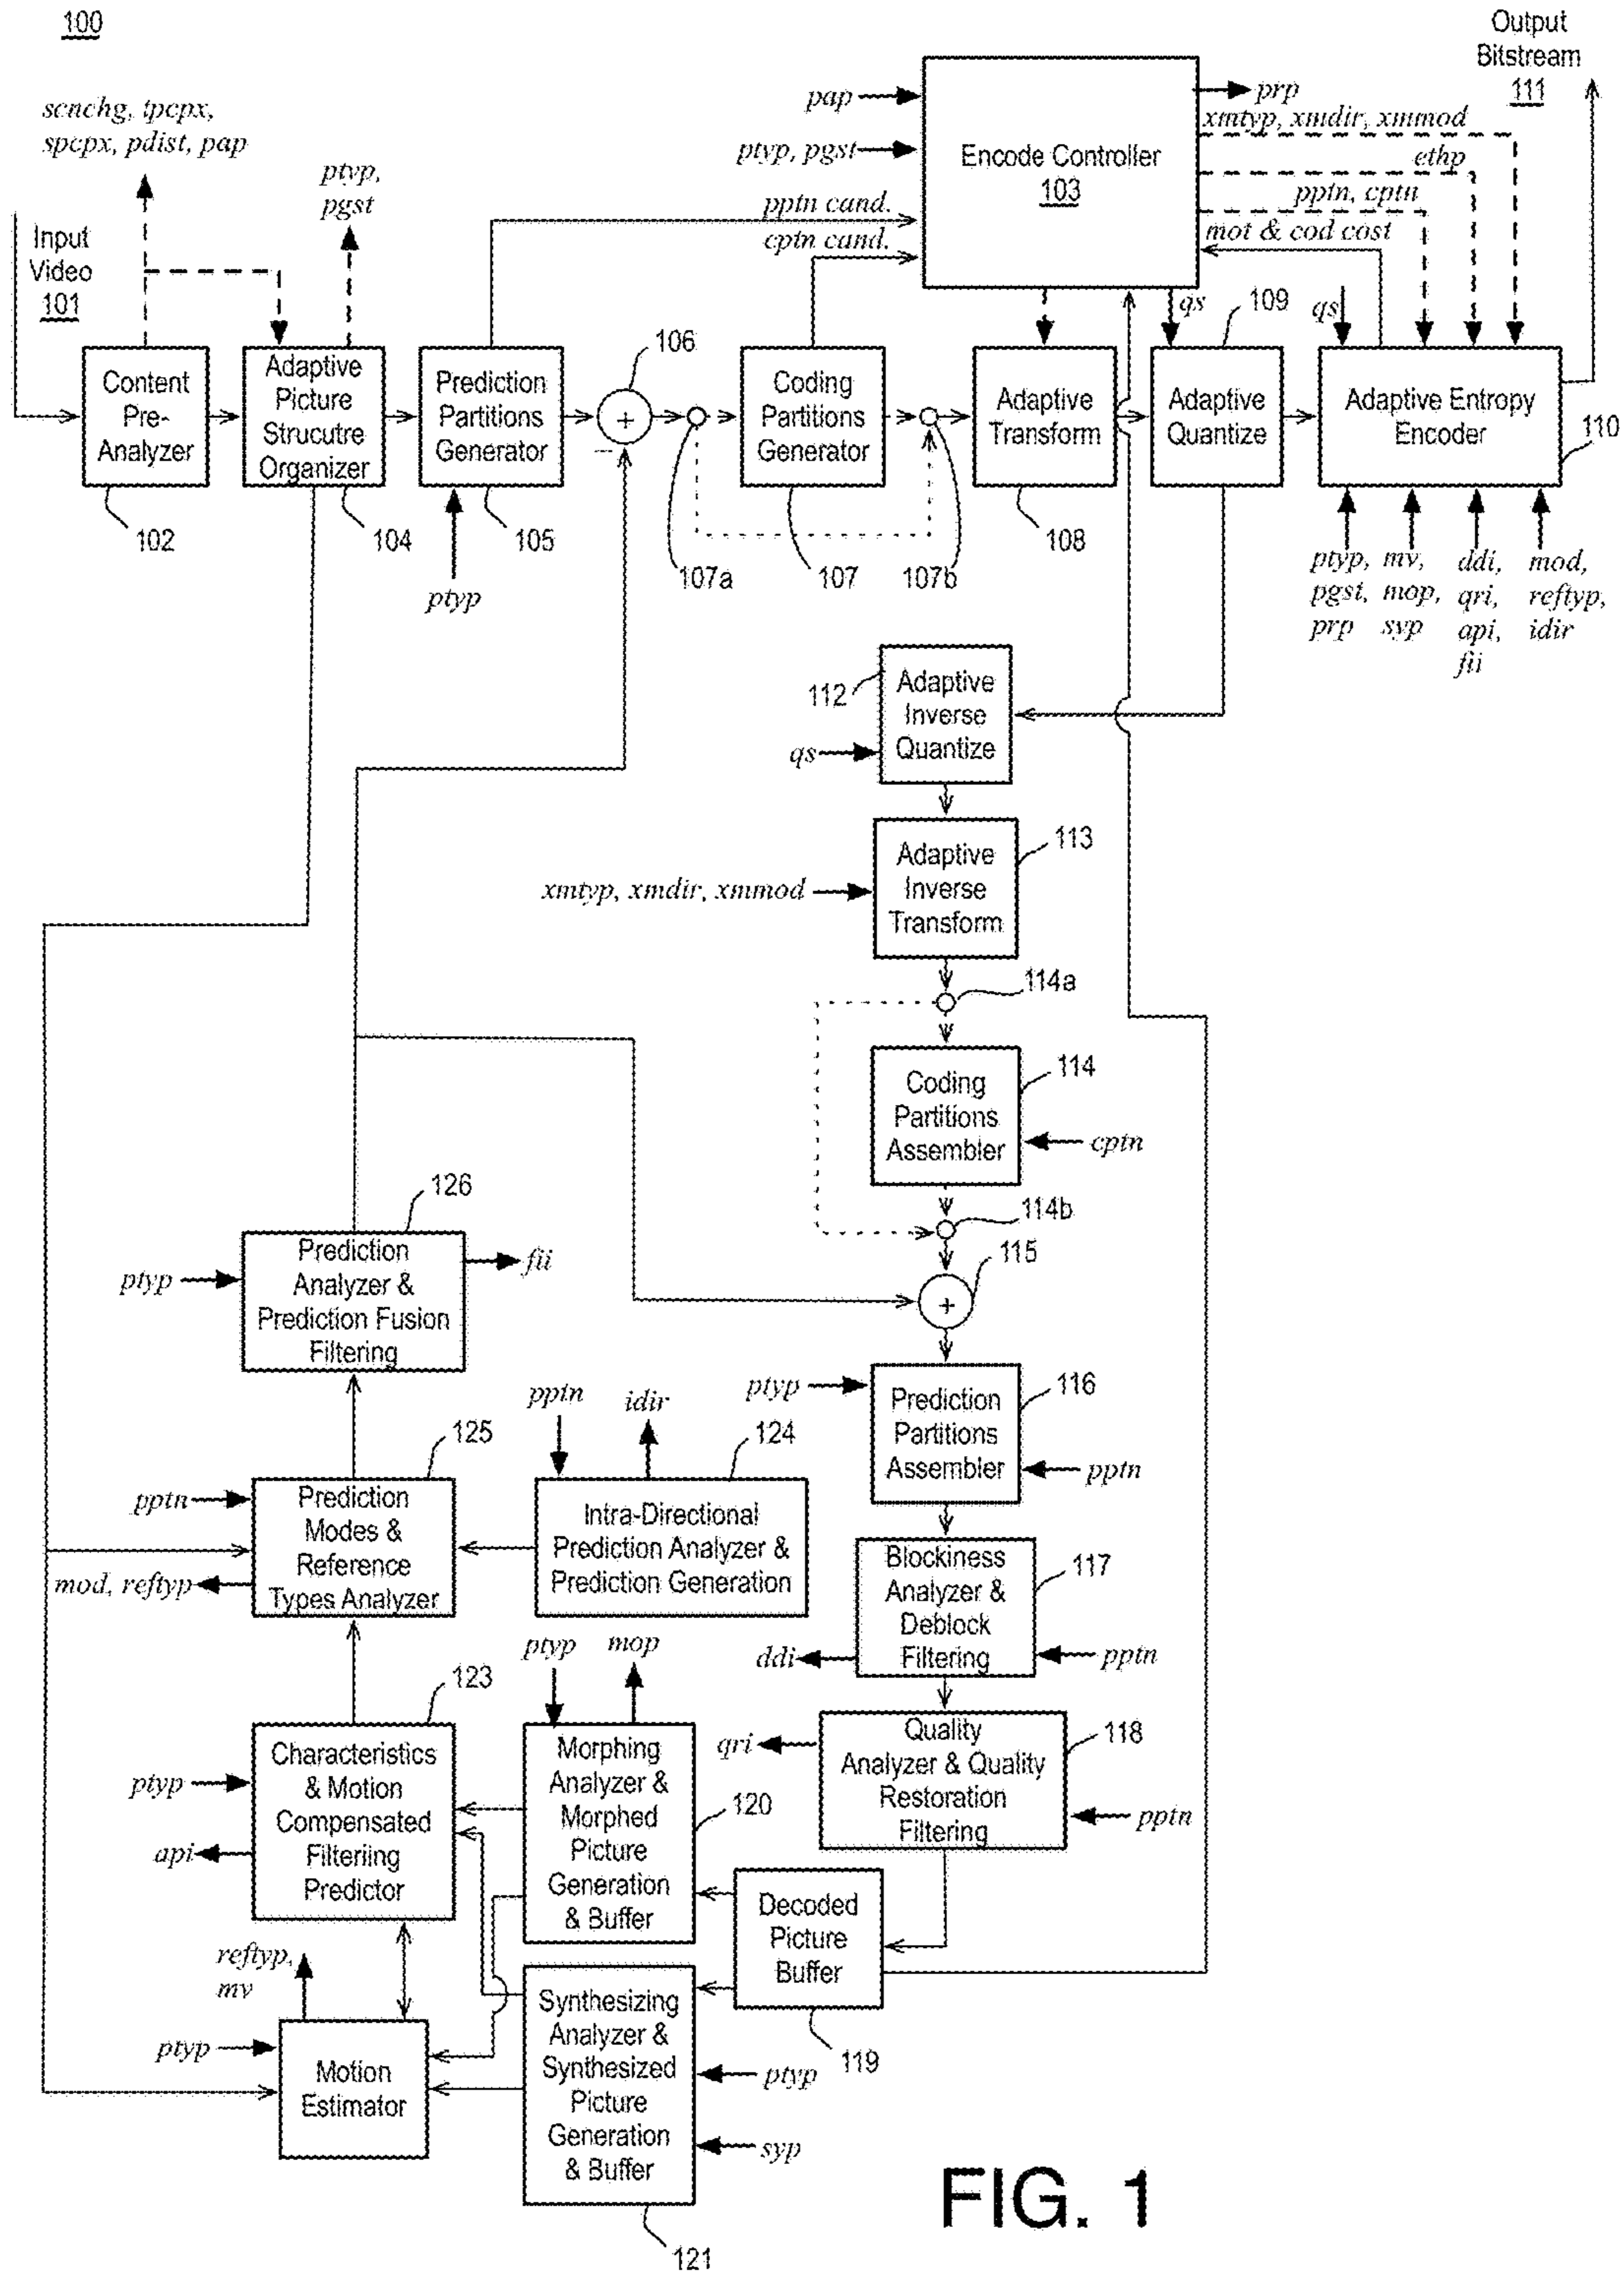 100
Output
Bitstream
111
scnchg, tpcpx,
spcpx, pdist, pap
ptyp,
pgst
Input
Video
101
pap
ptyp, pgst
pptn cand.
cptn cand.
Encode Controller
103
prp
xmtyp, xmdir, xmmod
ethp
pptn, cptn
mot & cod cost
qs
109
qs
106
Content
Pre-
Analyzer
102
Adaptive
Picture
Strucutre
Organizer
104
Prediction
Partitions
Generator
105
ptyp
+
–
107a
Coding
Partitions
Generator
107
107b
Adaptive
Transform
108
Adaptive
Quantize
Adaptive Entropy
Encoder
110
ptyp,
pgst,
prp
mv,
mop,
syp
ddi,
qri,
api,
fii
mod,
reftyp,
idir
112
Adaptive
Inverse
Quantize
qs
113
Adaptive
Inverse
Transform
xmtyp, xmdir, xmmod
114a
114
Coding
Partitions
Assembler
cptn
114b
115
+
126
Prediction
Analyzer &
Prediction Fusion
Filtering
ptyp
fii
ptyp
116
Prediction
Partitions
Assembler
pptn
125
pptn
Prediction
Modes &
Reference
Types Analyzer
mod, reftyp
pptn
idir
124
Intra-Directional
Prediction Analyzer &
Prediction Generation
117
Blockiness
Analyzer &
Deblock
Filtering
ddi
pptn
123
ptyp
Characteristics
& Motion
Compensated
Filteriing
Predictor
api
ptyp
mop
Morphing
Analyzer &
Morphed
Picture
Generation
& Buffer
120
118
Quality
Analyzer & Quality
Restoration
Filtering
qri
pptn
Decoded
Picture
Buffer
119
reftyp,
mv
ptyp
Motion
Estimator
Synthesizing
Analyzer &
Synthesized
Picture
Generation
& Buffer
ptyp
syp
121
FIG. 1